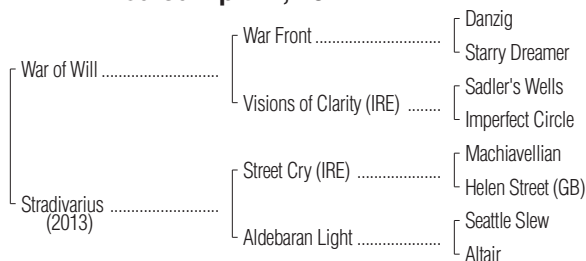 Danzig
War Front
Starry Dreamer
War of Will
Sadler's Wells
Visions of Clarity (IRE)
Imperfect Circle
Machiavellian
Street Cry (IRE)
Helen Street (GB)
Stradivarius
(2013)
Seattle Slew
Aldebaran Light
Altair